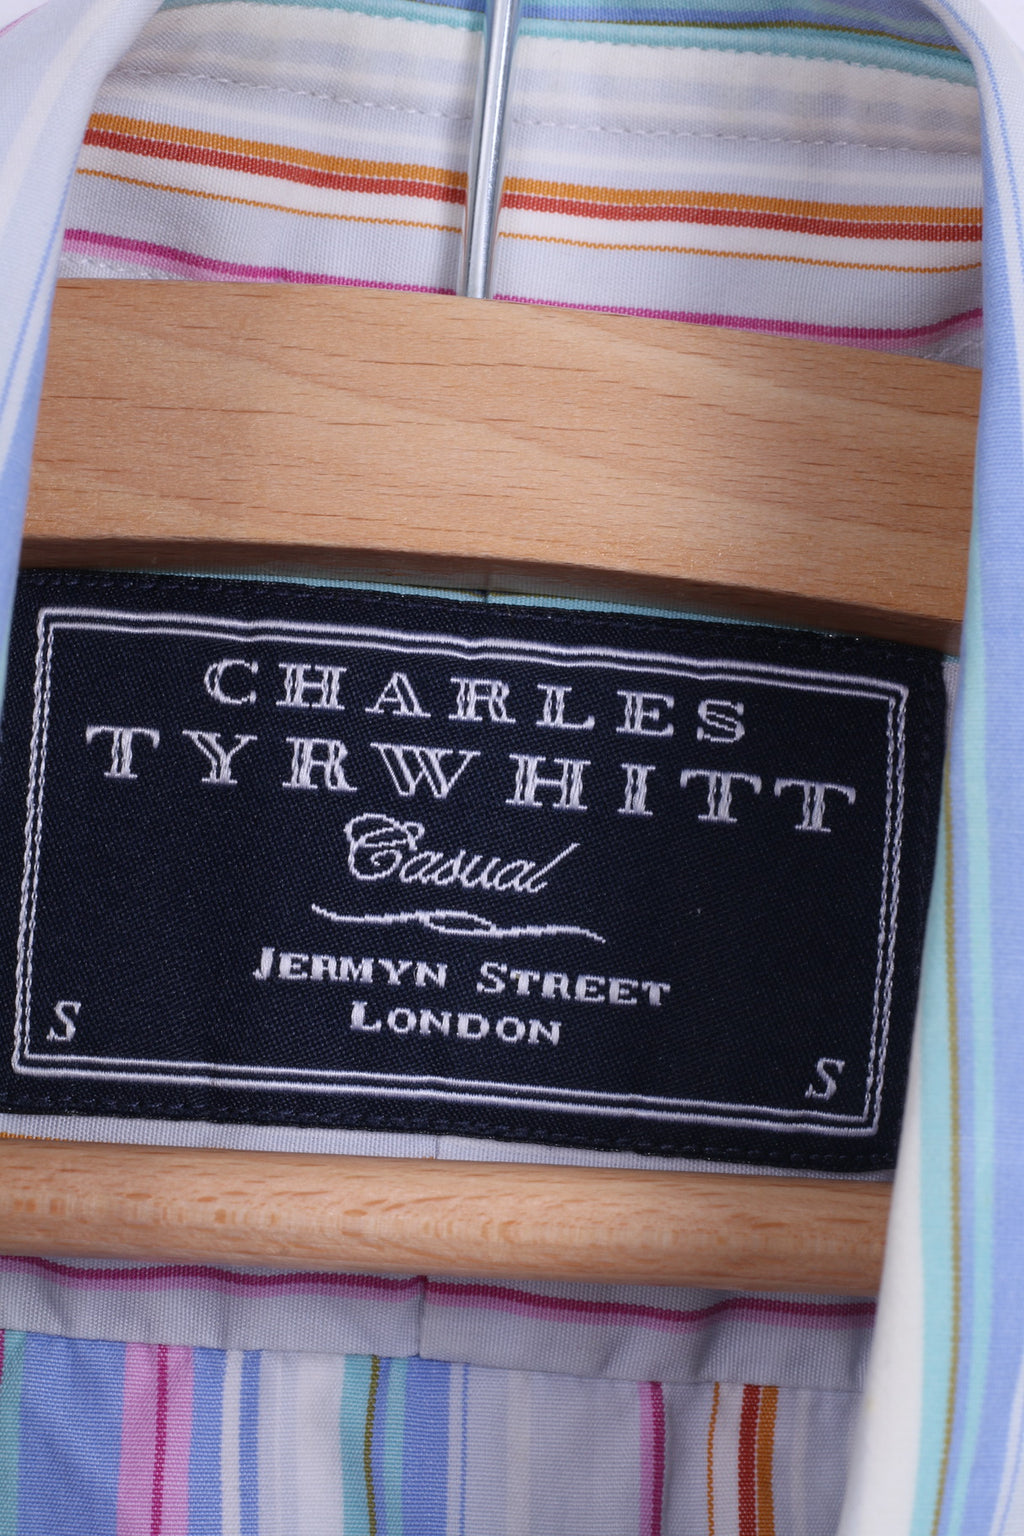 CHARLES
TYRWHITT
Casual
JERMYN STREET
LONDON
S
S